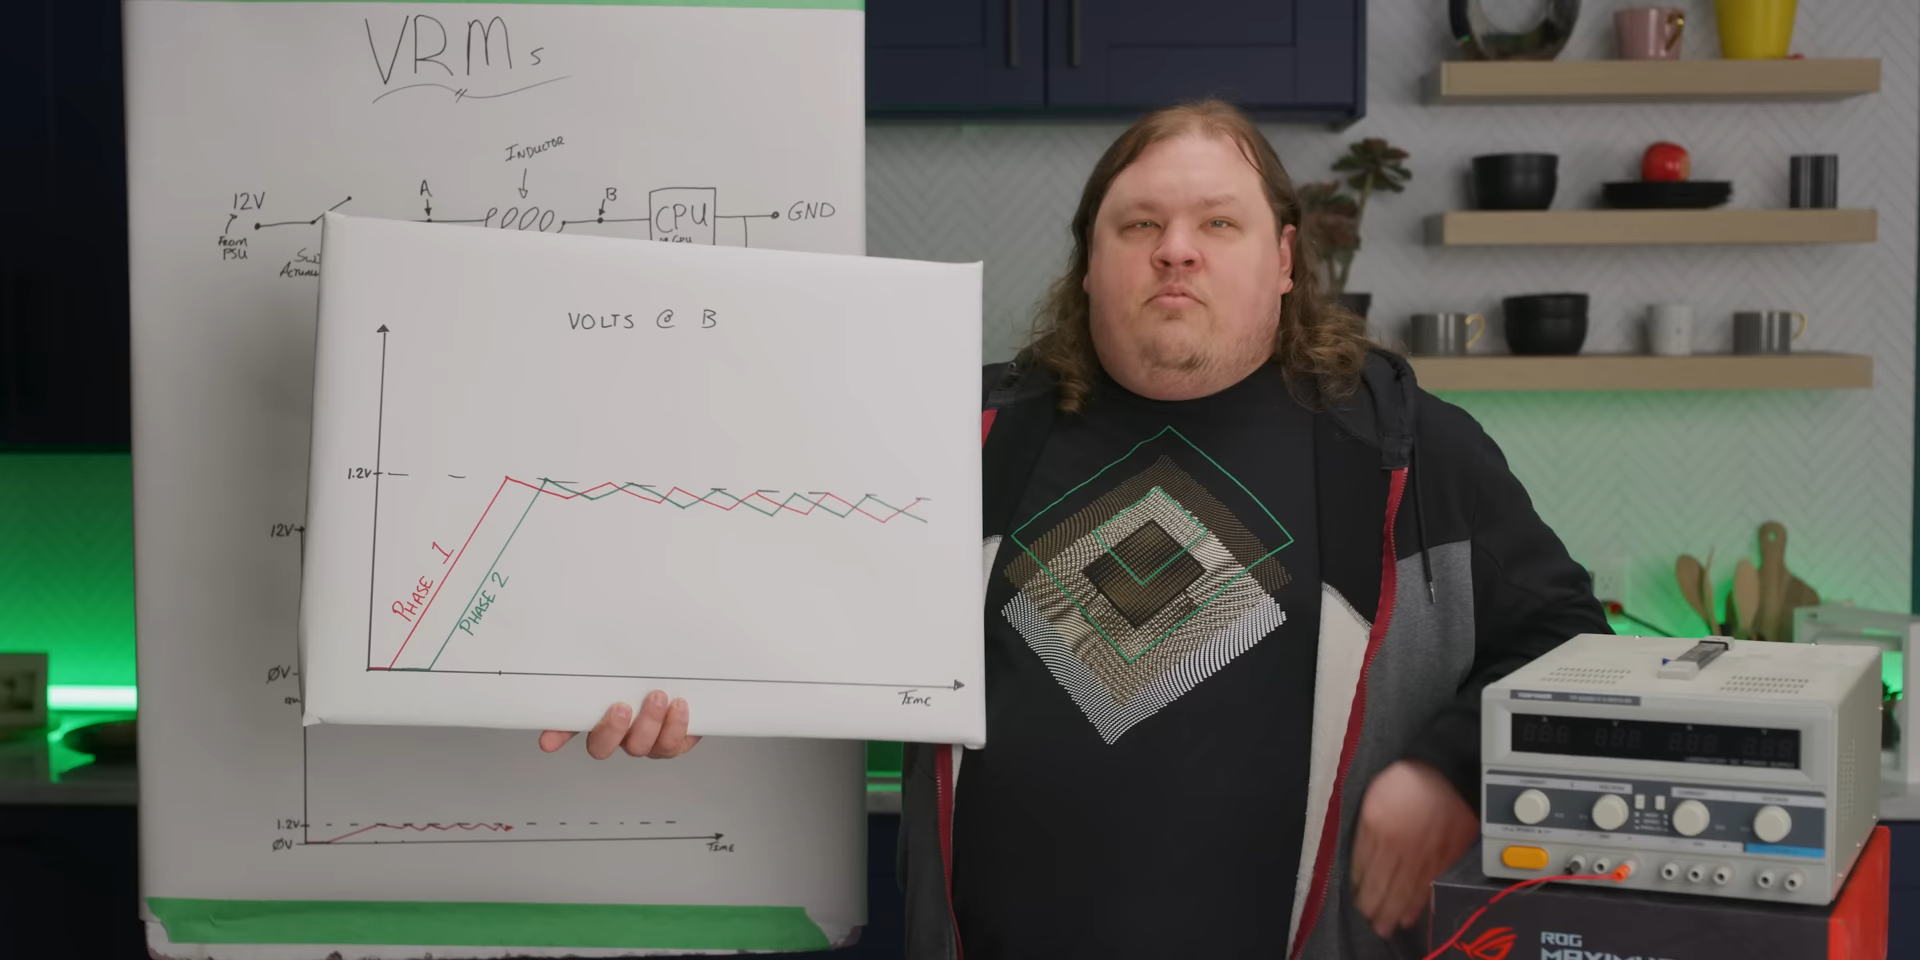 VRMs
INDUCTOR
12V
A
B
CPU
GND
FROM
PSU
VOLTS @ B
1.2V
12V
PHASE 1
PHASE 2
ØV
TIME
1.2V
ØV
TIME
ROG